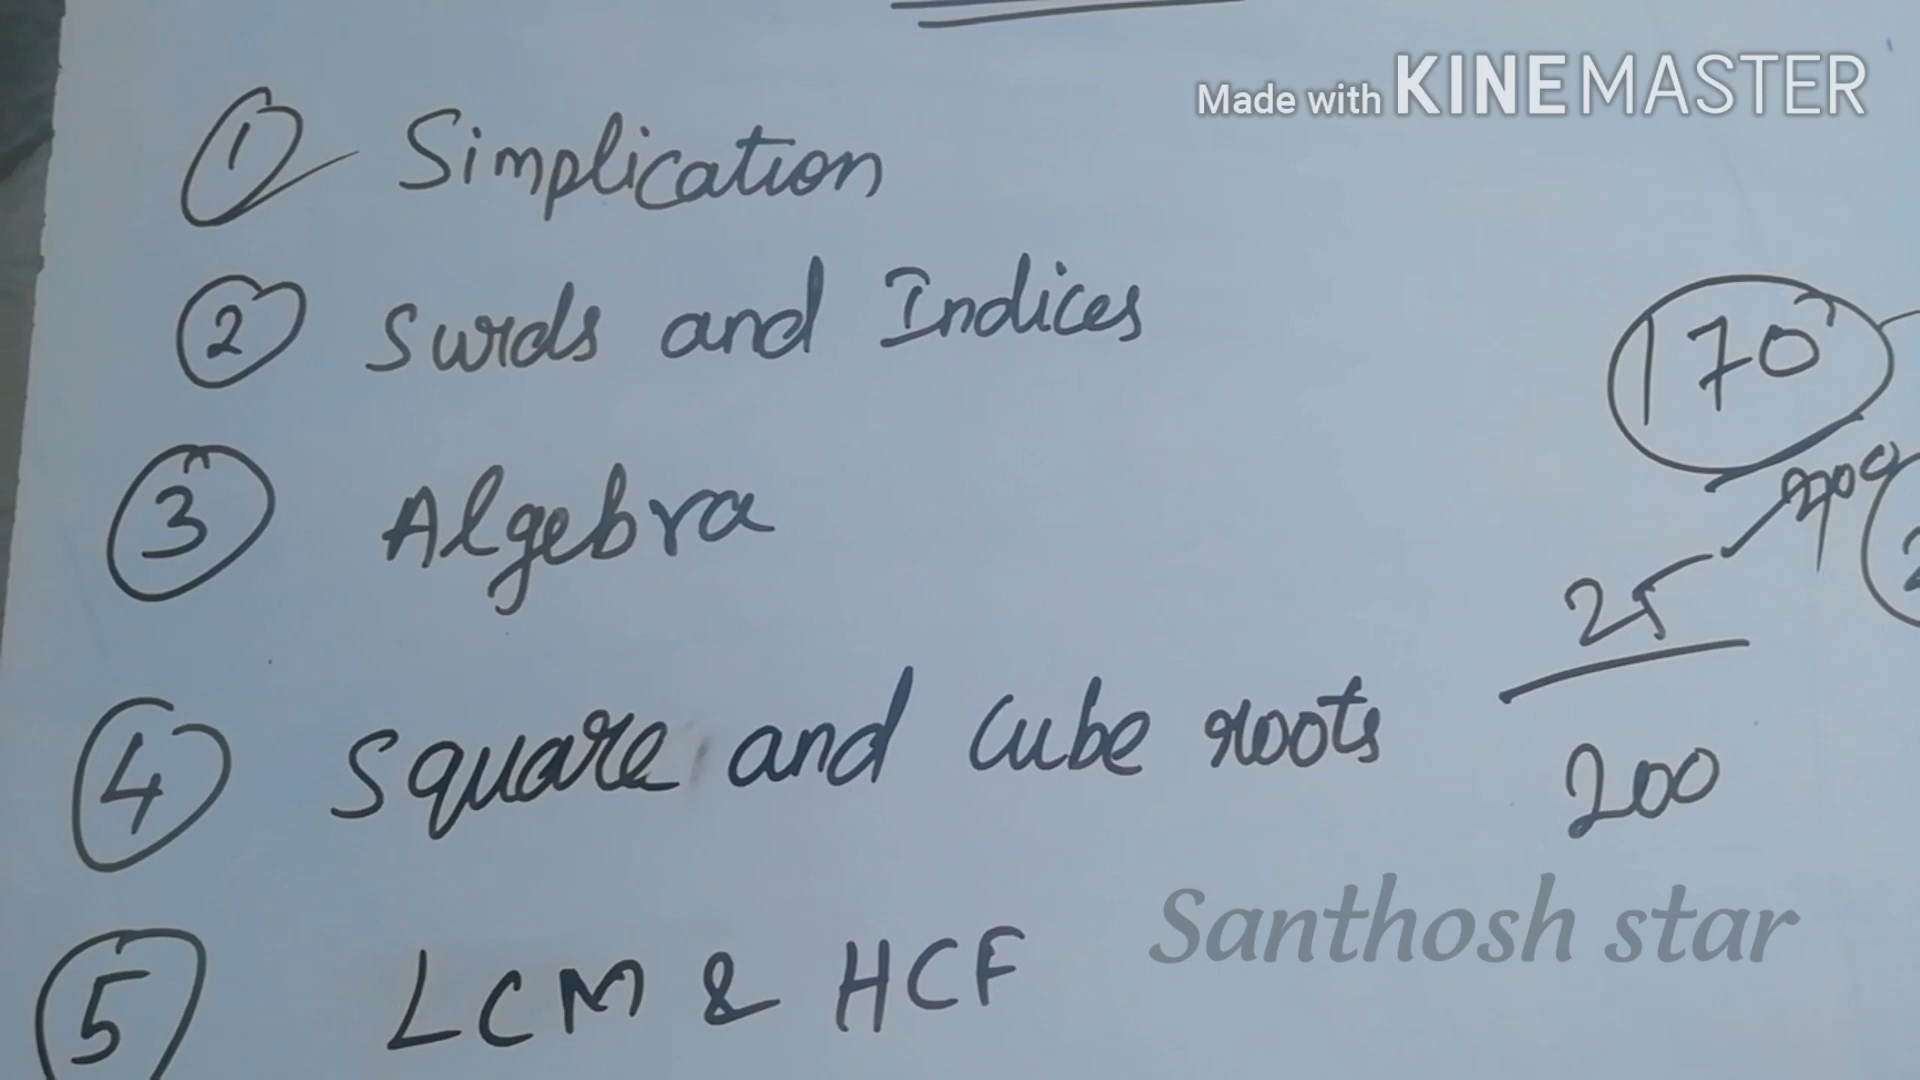 Made with KINEMASTER
① Simplication
② Surds and Indices
170
③ Algebra
25
④ Square and Cube roots
200
Santhosh star
⑤ LCM & HCF